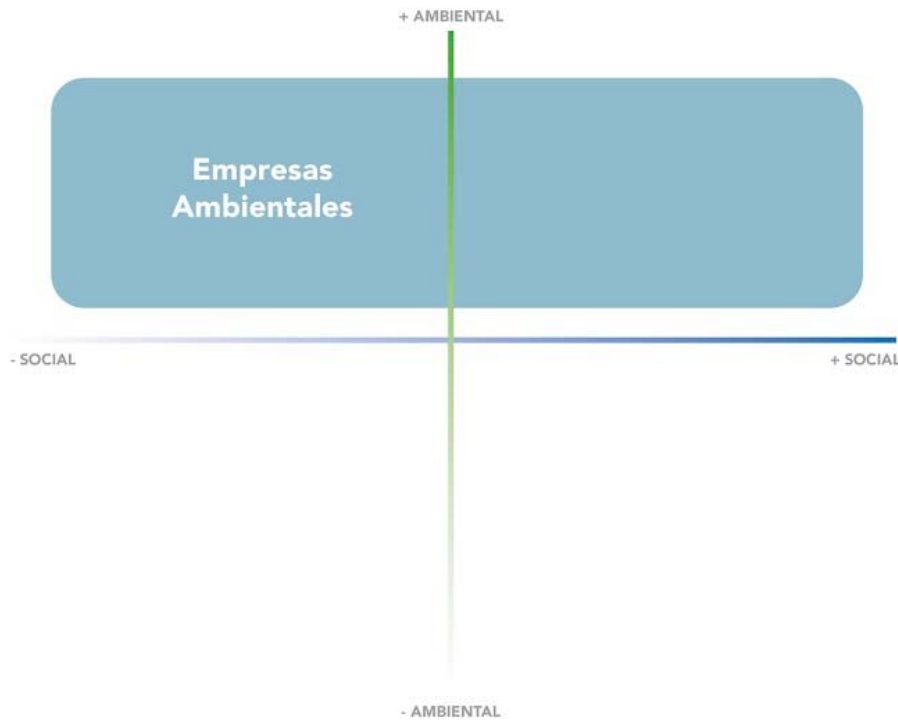 + AMBIENTAL
Empresas
Ambientales
- SOCIAL
+ SOCIAL
- AMBIENTAL